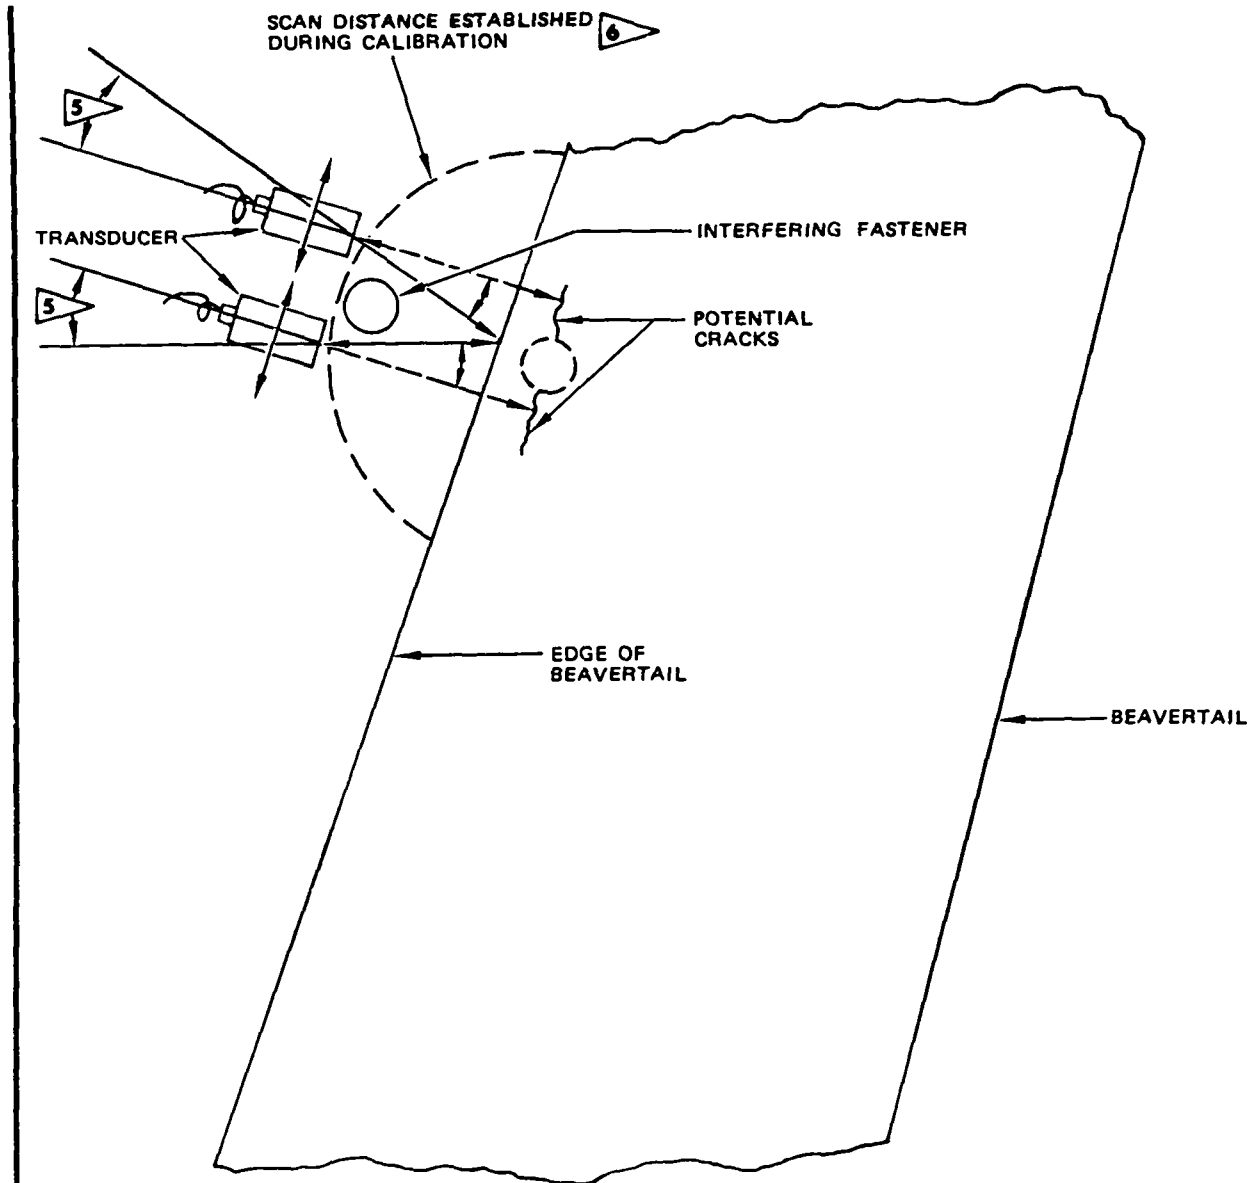 SCAN DISTANCE ESTABLISHED
DURING CALIBRATION
6
5
TRANSDUCER
INTERFERING FASTENER
5
POTENTIAL
CRACKS
EDGE OF
BEAVERTAIL
BEAVERTAIL